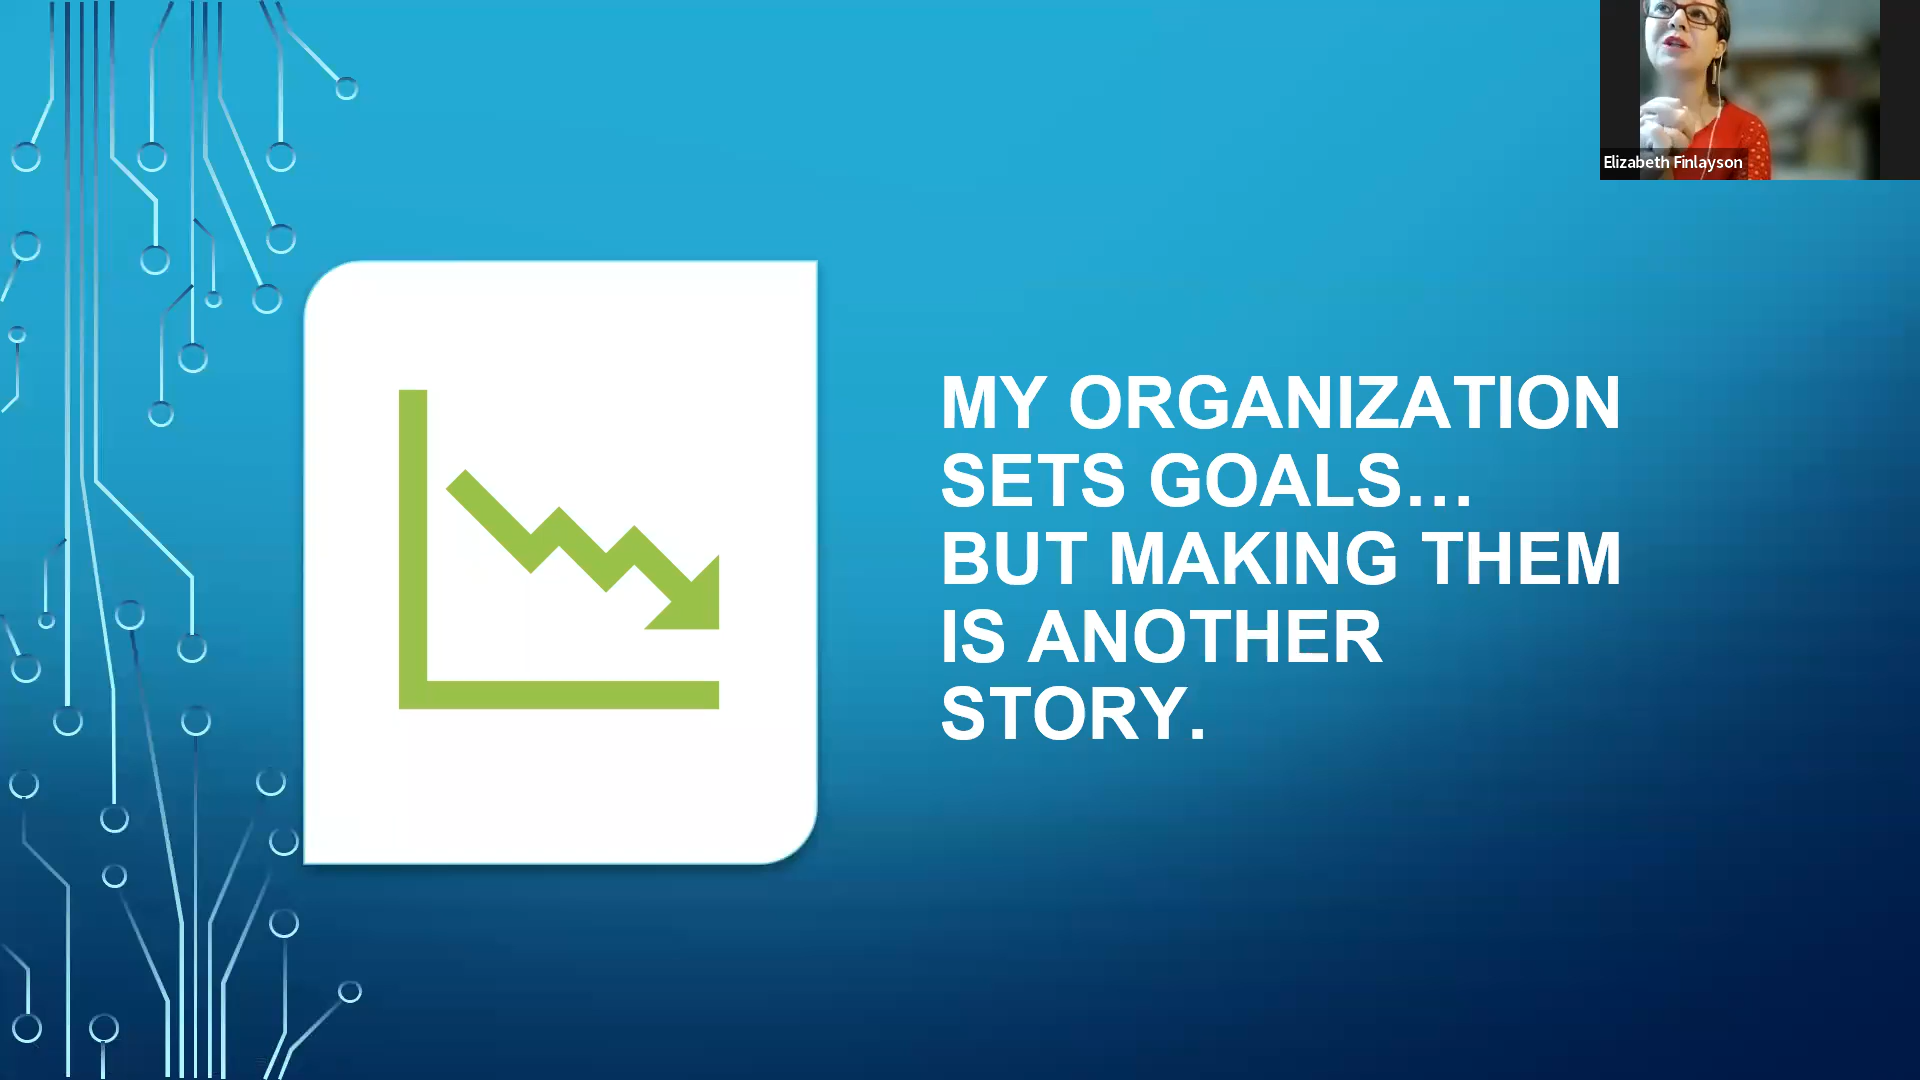 Elizabeth Finlayson
MY ORGANIZATION
SETS GOALS…
BUT MAKING THEM
IS ANOTHER
STORY.